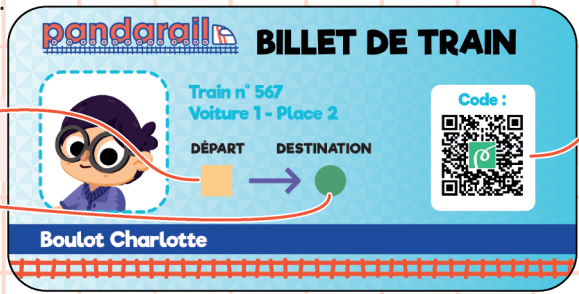 pandarail
BILLET DE TRAIN
Train n° 567
Voiture 1 - Place 2
Code :
DÉPART
DESTINATION
Boulot Charlotte